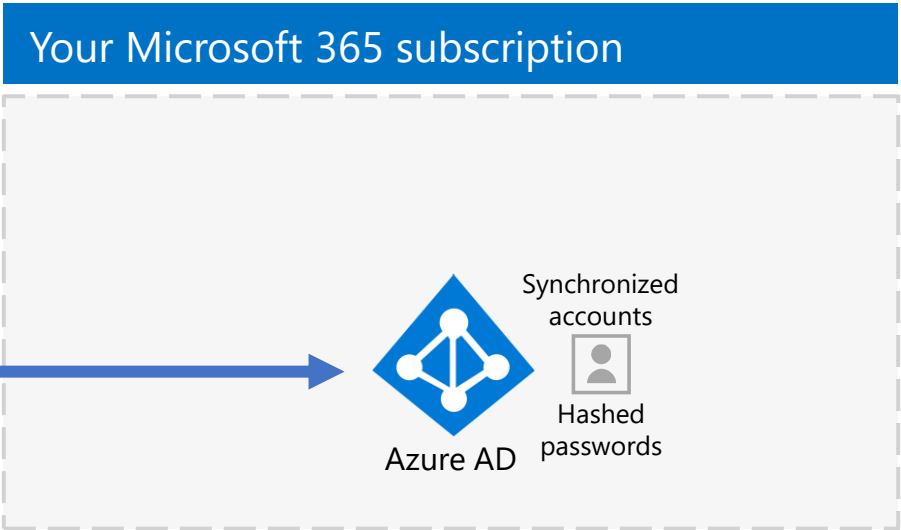 Your Microsoft 365 subscription
Synchronized
accounts
Hashed
passwords
Azure AD